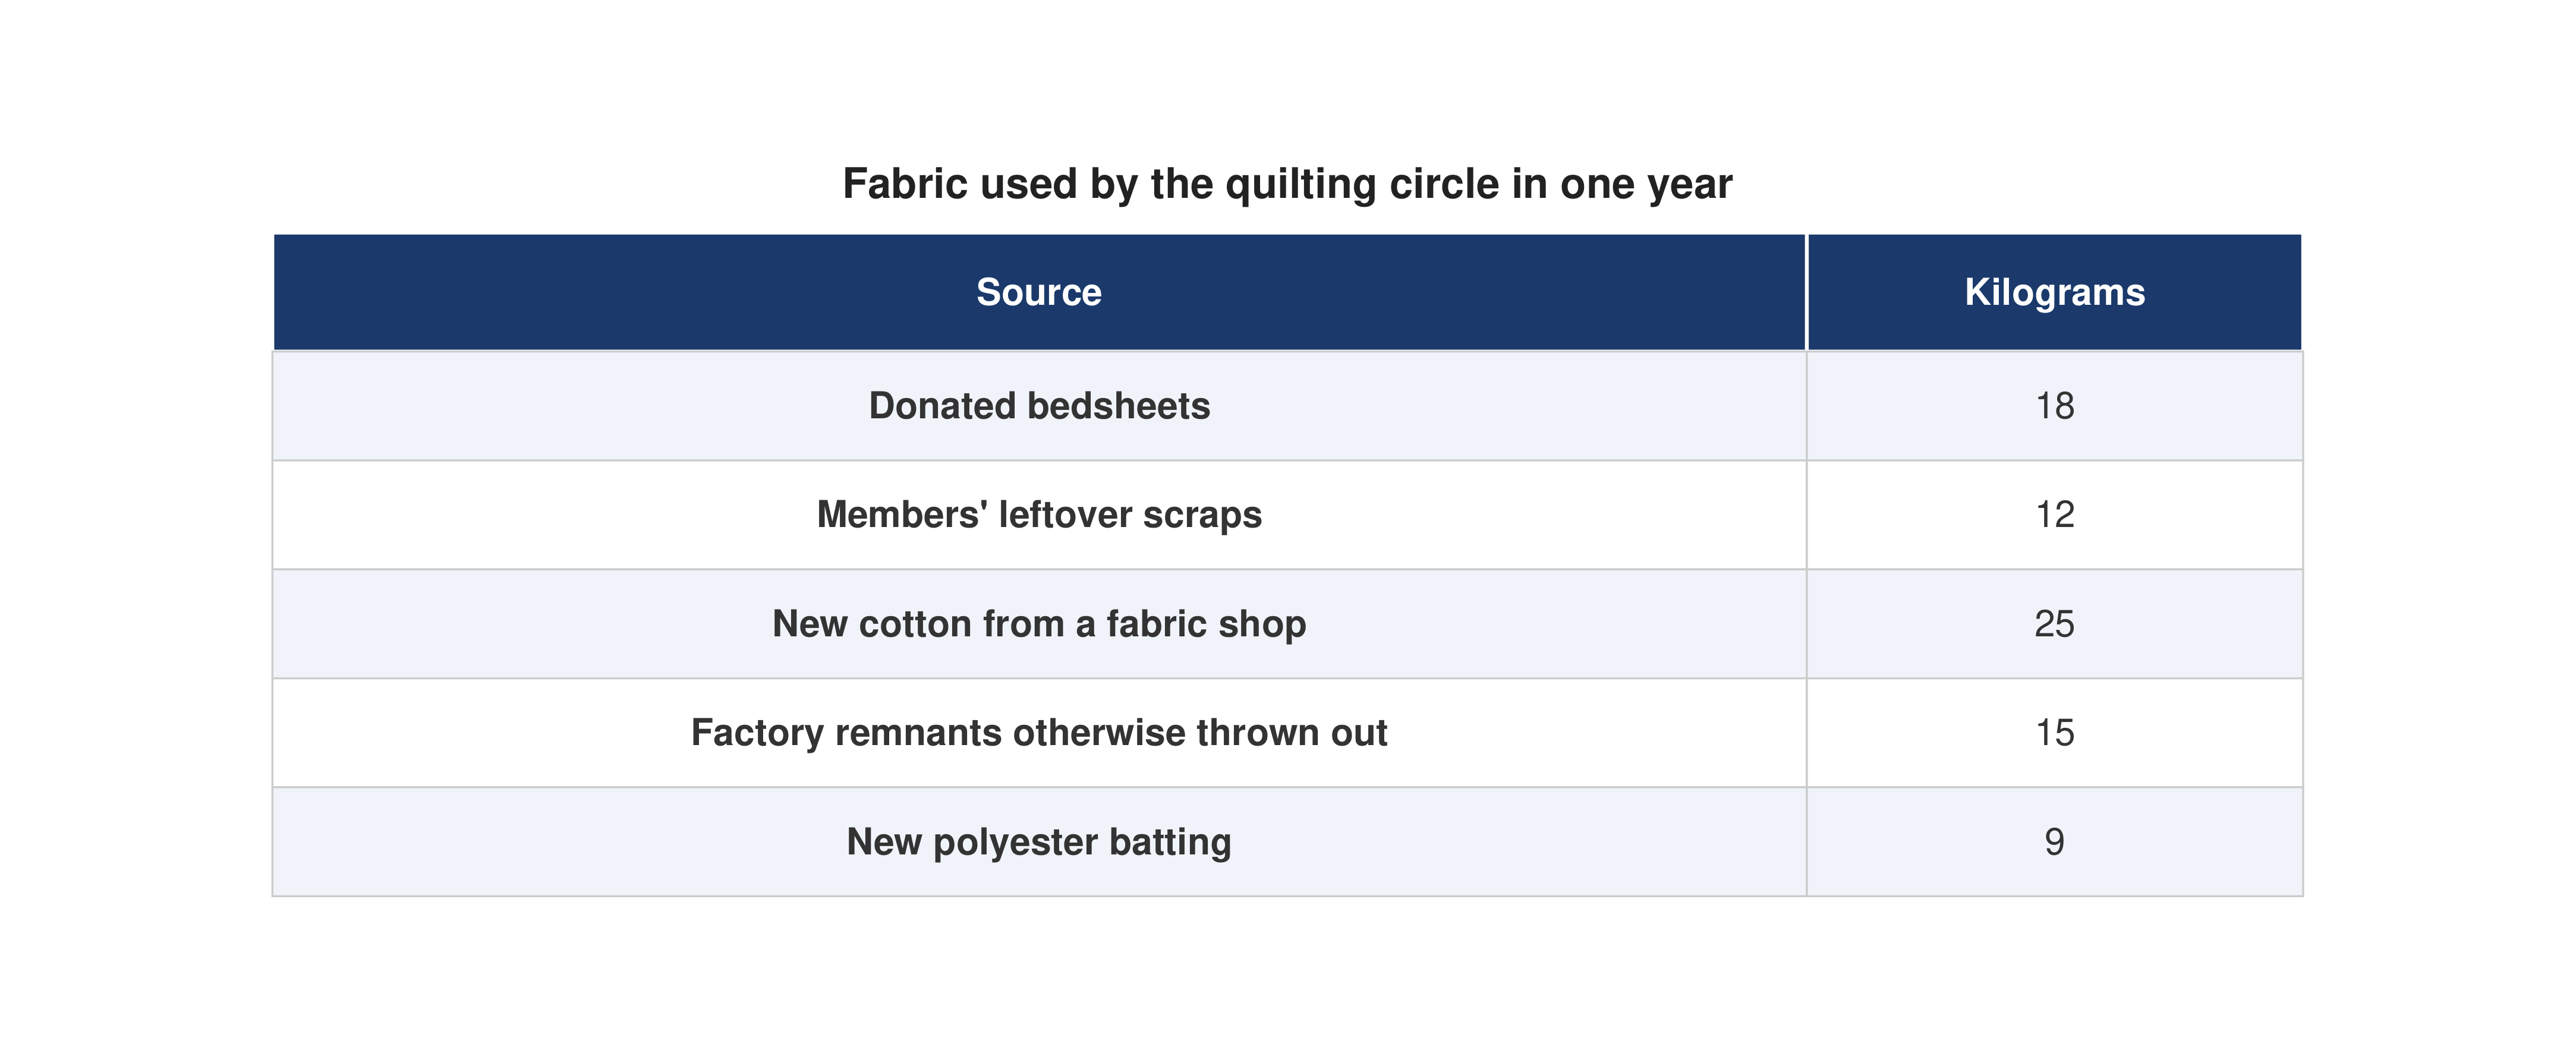 Fabric used by the quilting circle in one year
Source Kilograms
Donated bedsheets 18
Members' leftover scraps 12
New cotton from a fabric shop 25
Factory remnants otherwise thrown out 15
New polyester batting 9